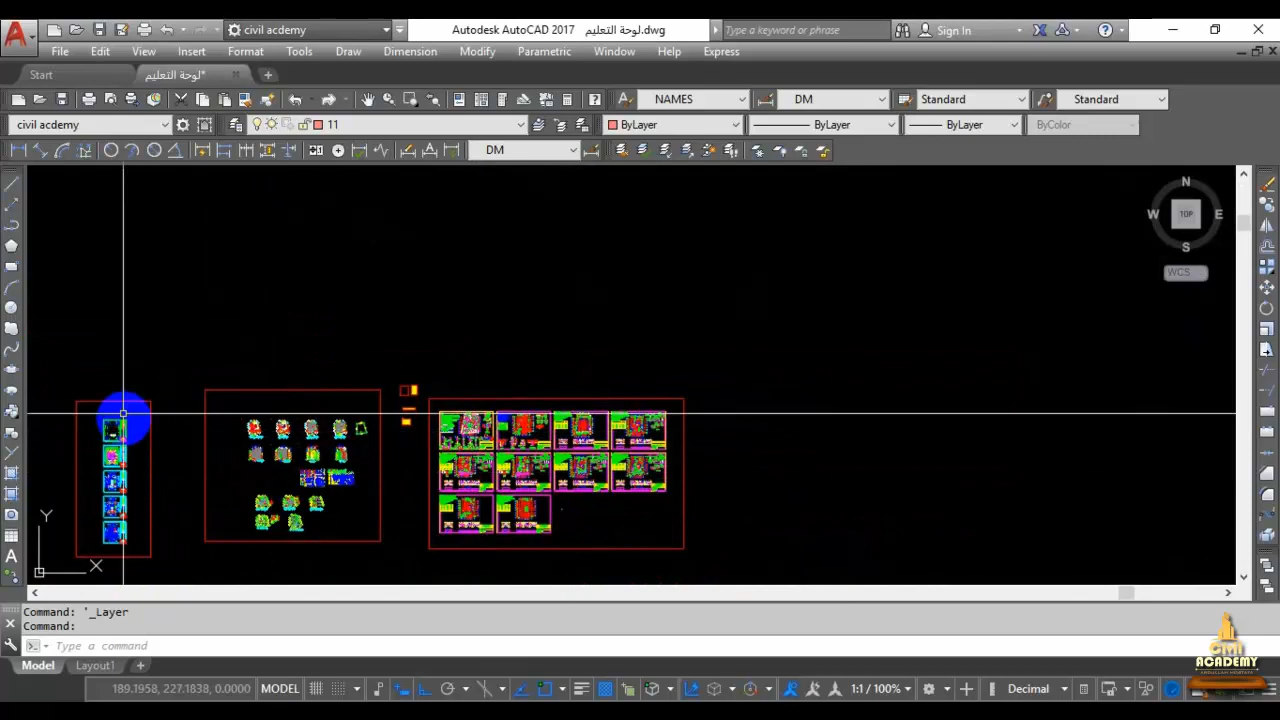 civil acdemy
Autodesk AutoCAD 2017 لوحة التعليم.dwg
Type a keyword or phrase
Sign In
File Edit View Insert Format Tools Draw Dimension Modify Parametric Window Help Express
Start
لوحة التعليم*
NAMES
DM
Standard
Standard
civil acdemy
11
ByLayer
ByLayer
ByLayer
ByColor
DM
N
W TOP E
S
WCS
Y
X
Command: '_Layer
Command:
Type a command
Model Layout1
189.1958, 227.1838, 0.0000 MODEL
1:1 / 100%
Decimal
CIVIL
ACADEMY